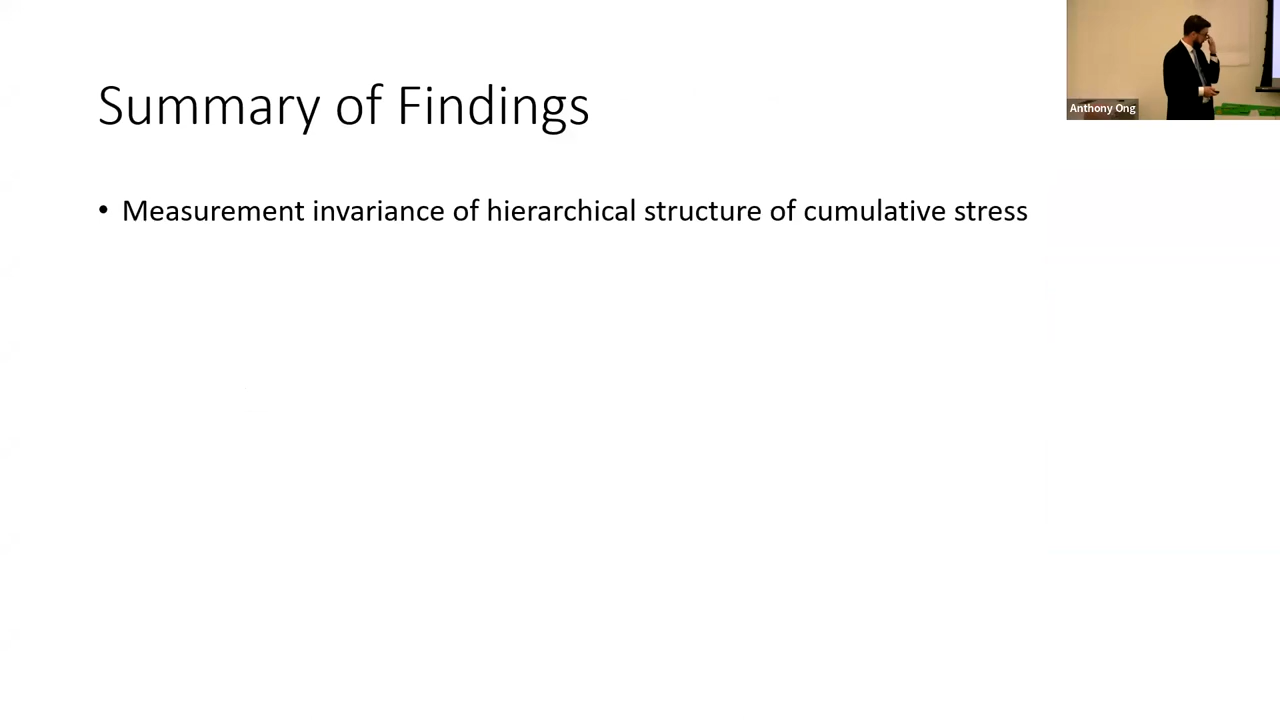 Summary of Findings
Anthony Ong
• Measurement invariance of hierarchical structure of cumulative stress